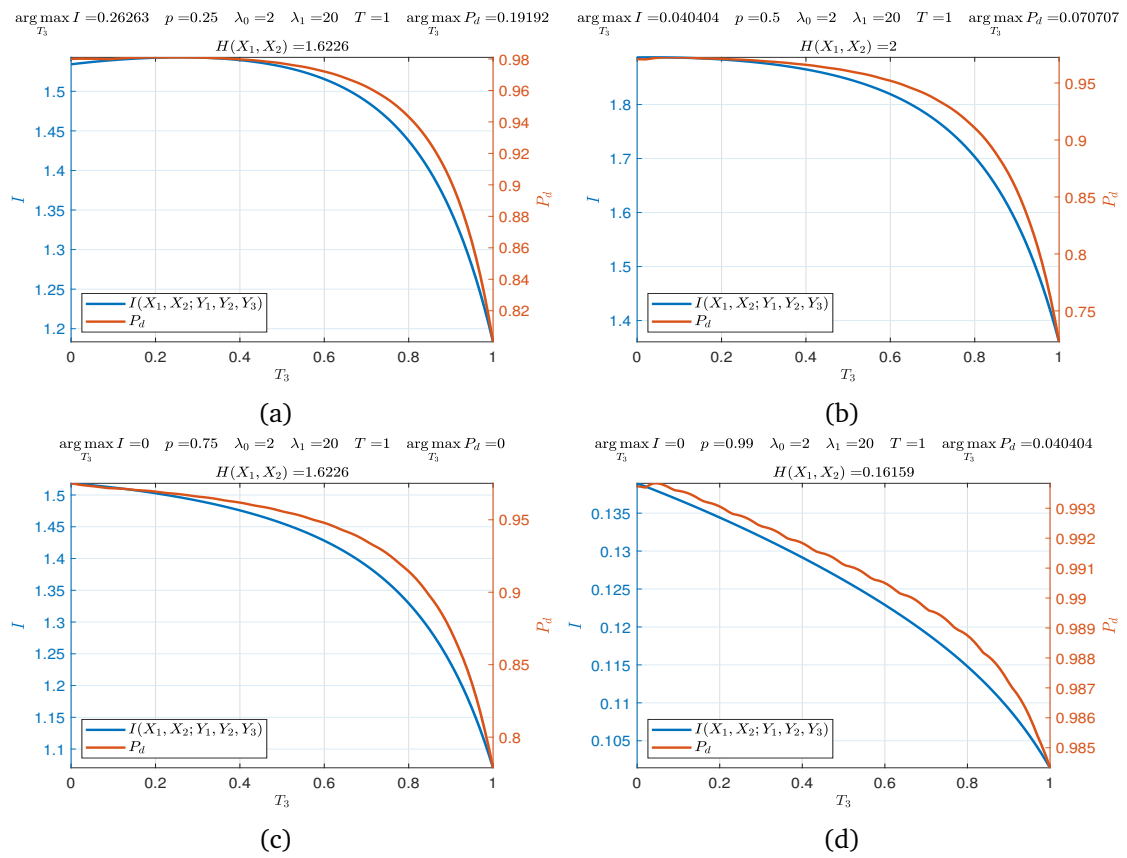 arg max I =0.26263 p =0.25 λ₀ =2 λ₁ =20 T =1 arg max P_d =0.19192
T₃ T₃
H(X₁, X₂) =1.6226
1.5
1.45
1.4
1.35
1.3
1.25
1.2
I
0.98
0.96
0.94
0.92
0.9
0.88
0.86
0.84
0.82
P_d
I(X₁, X₂; Y₁, Y₂, Y₃)
P_d
0 0.2 0.4 0.6 0.8 1
T₃
(a)
arg max I =0.040404 p =0.5 λ₀ =2 λ₁ =20 T =1 arg max P_d =0.070707
T₃ T₃
H(X₁, X₂) =2
1.8
1.7
1.6
1.5
1.4
I
0.95
0.9
0.85
0.8
0.75
P_d
I(X₁, X₂; Y₁, Y₂, Y₃)
P_d
0 0.2 0.4 0.6 0.8 1
T₃
(b)
arg max I =0 p =0.75 λ₀ =2 λ₁ =20 T =1 arg max P_d =0
T₃ T₃
H(X₁, X₂) =1.6226
1.5
1.45
1.4
1.35
1.3
1.25
1.2
1.15
1.1
I
0.95
0.9
0.85
0.8
P_d
I(X₁, X₂; Y₁, Y₂, Y₃)
P_d
0 0.2 0.4 0.6 0.8 1
T₃
(c)
arg max I =0 p =0.99 λ₀ =2 λ₁ =20 T =1 arg max P_d =0.040404
T₃ T₃
H(X₁, X₂) =0.16159
0.135
0.13
0.125
0.12
0.115
0.11
0.105
I
0.993
0.992
0.991
0.99
0.989
0.988
0.987
0.986
0.985
P_d
I(X₁, X₂; Y₁, Y₂, Y₃)
P_d
0 0.2 0.4 0.6 0.8 1
T₃
(d)